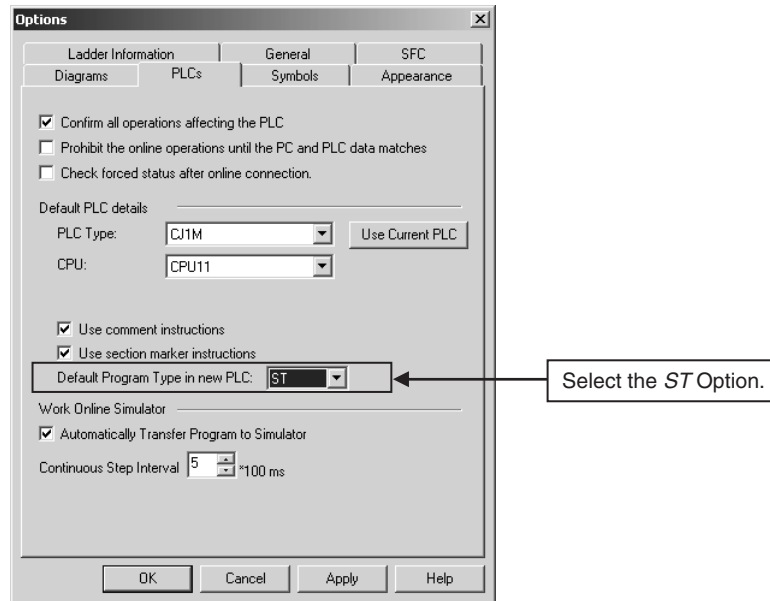 Options
Ladder Information General SFC
Diagrams PLCs Symbols Appearance
Confirm all operations affecting the PLC
Prohibit the online operations until the PC and PLC data matches
Check forced status after online connection.
Default PLC details
PLC Type: CJ1M Use Current PLC
CPU: CPU11
Use comment instructions
Use section marker instructions
Default Program Type in new PLC: ST
Select the ST Option.
Work Online Simulator
Automatically Transfer Program to Simulator
Continuous Step Interval 5 *100 ms
OK Cancel Apply Help